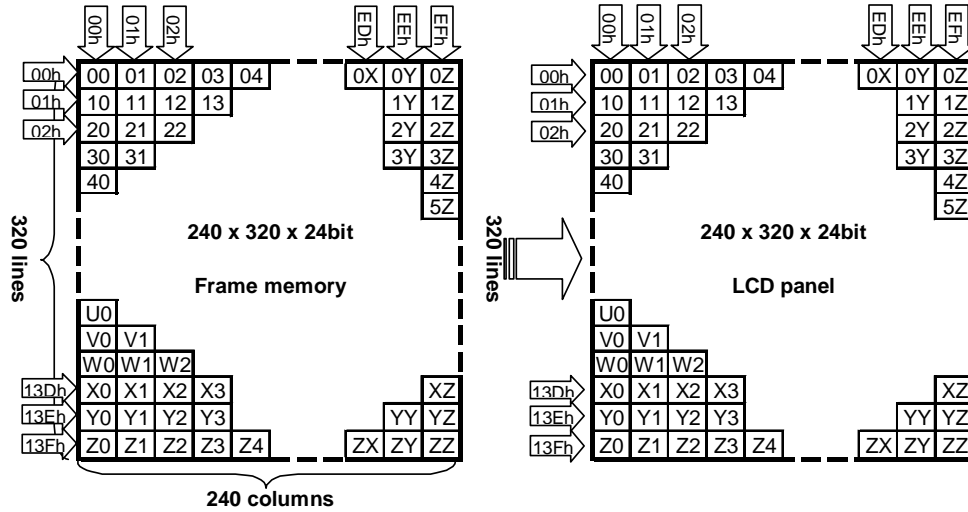 00h 01h 02h EDh EEh EFh 00h 01h 02h EDh EEh EFh
00h 00 01 02 03 04 0X 0Y 0Z 00h 00 01 02 03 04 0X 0Y 0Z
01h 10 11 12 13 1Y 1Z 01h 10 11 12 13 1Y 1Z
02h 20 21 22 2Y 2Z 02h 20 21 22 2Y 2Z
30 31 3Y 3Z 30 31 3Y 3Z
40 4Z 40 4Z
5Z 5Z
320 lines 240 x 320 x 24bit 320 lines 240 x 320 x 24bit
Frame memory LCD panel
U0 U0
V0 V1 V0 V1
W0 W1 W2 W0 W1 W2
13Dh X0 X1 X2 X3 XZ 13Dh X0 X1 X2 X3 XZ
13Eh Y0 Y1 Y2 Y3 YY YZ 13Eh Y0 Y1 Y2 Y3 YY YZ
13Fh Z0 Z1 Z2 Z3 Z4 ZX ZY ZZ 13Fh Z0 Z1 Z2 Z3 Z4 ZX ZY ZZ
240 columns